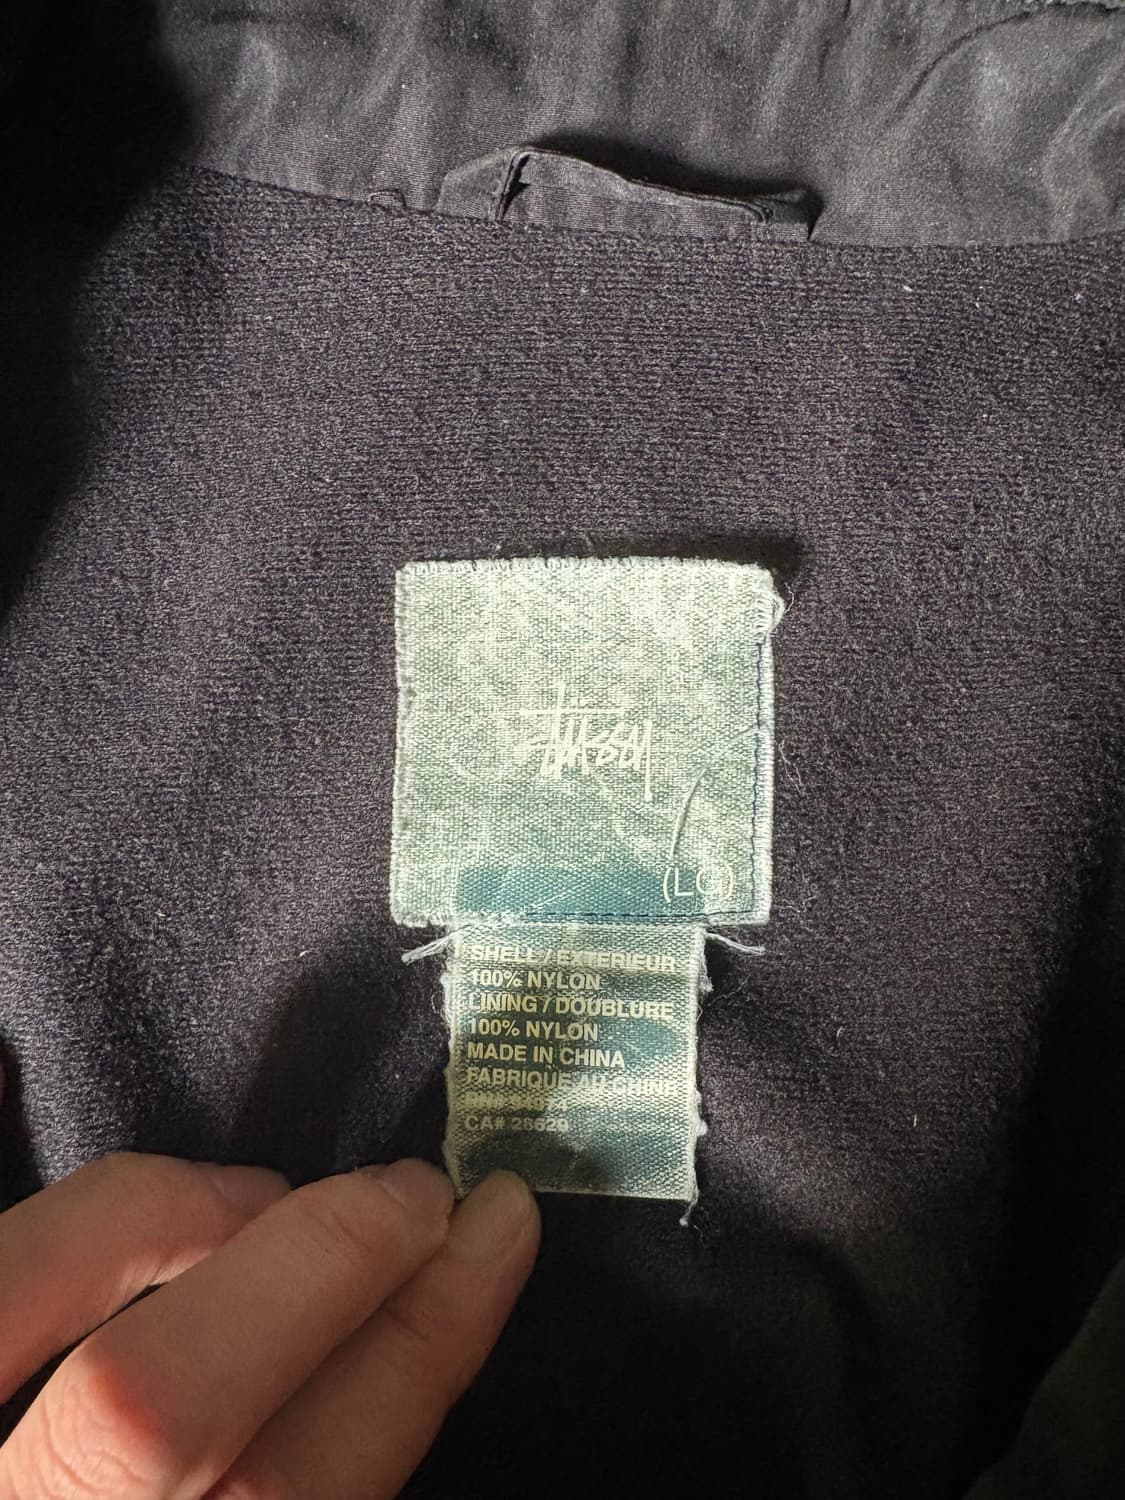 Stüssy
(LG)
SHELL / EXTERIEUR
100% NYLON
LINING / DOUBLURE
100% NYLON
MADE IN CHINA
FABRIQUE AU CHINE
CA# 28629